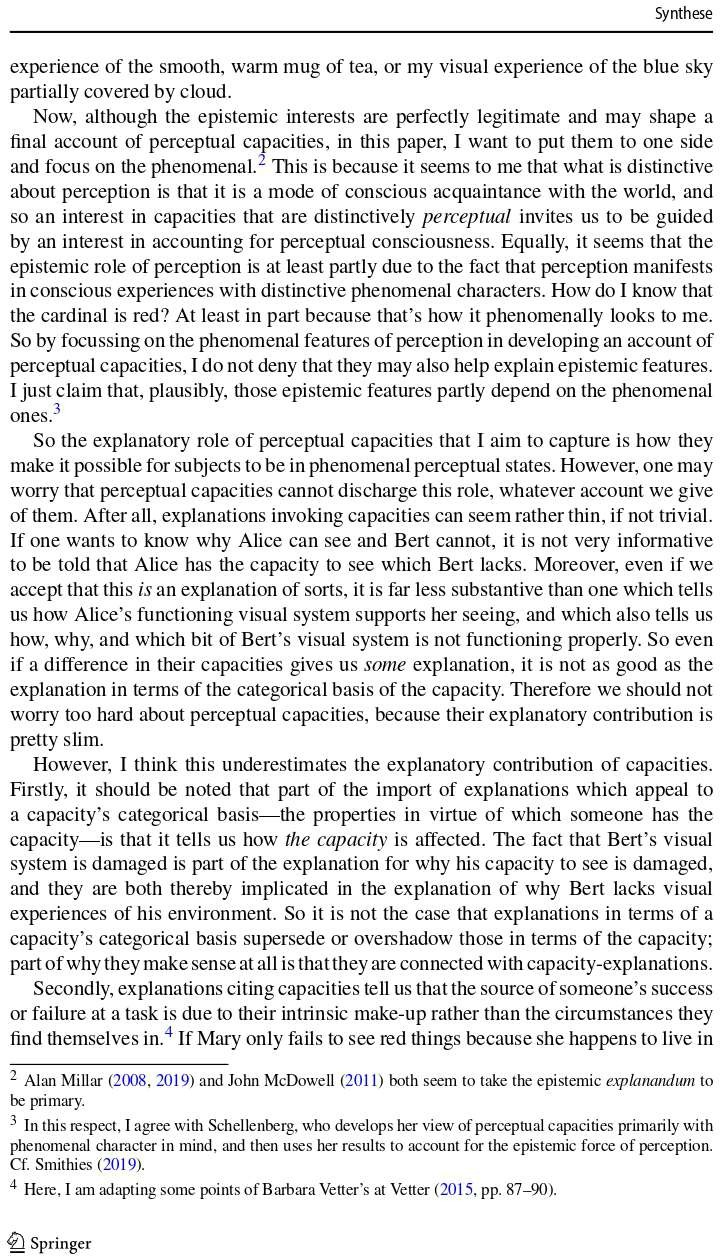 Synthese
experience of the smooth, warm mug of tea, or my visual experience of the blue sky
partially covered by cloud.
Now, although the epistemic interests are perfectly legitimate and may shape a
final account of perceptual capacities, in this paper, I want to put them to one side
and focus on the phenomenal.2 This is because it seems to me that what is distinctive
about perception is that it is a mode of conscious acquaintance with the world, and
so an interest in capacities that are distinctively perceptual invites us to be guided
by an interest in accounting for perceptual consciousness. Equally, it seems that the
epistemic role of perception is at least partly due to the fact that perception manifests
in conscious experiences with distinctive phenomenal characters. How do I know that
the cardinal is red? At least in part because that's how it phenomenally looks to me.
So by focussing on the phenomenal features of perception in developing an account of
perceptual capacities, I do not deny that they may also help explain epistemic features.
I just claim that, plausibly, those epistemic features partly depend on the phenomenal
ones.3
So the explanatory role of perceptual capacities that I aim to capture is how they
make it possible for subjects to be in phenomenal perceptual states. However, one may
worry that perceptual capacities cannot discharge this role, whatever account we give
of them. After all, explanations invoking capacities can seem rather thin, if not trivial.
If one wants to know why Alice can see and Bert cannot, it is not very informative
to be told that Alice has the capacity to see which Bert lacks. Moreover, even if we
accept that this is an explanation of sorts, it is far less substantive than one which tells
us how Alice's functioning visual system supports her seeing, and which also tells us
how, why, and which bit of Bert's visual system is not functioning properly. So even
if a difference in their capacities gives us some explanation, it is not as good as the
explanation in terms of the categorical basis of the capacity. Therefore we should not
worry too hard about perceptual capacities, because their explanatory contribution is
pretty slim.
However, I think this underestimates the explanatory contribution of capacities.
Firstly, it should be noted that part of the import of explanations which appeal to
a capacity's categorical basis—the properties in virtue of which someone has the
capacity—is that it tells us how the capacity is affected. The fact that Bert's visual
system is damaged is part of the explanation for why his capacity to see is damaged,
and they are both thereby implicated in the explanation of why Bert lacks visual
experiences of his environment. So it is not the case that explanations in terms of a
capacity's categorical basis supersede or overshadow those in terms of the capacity;
part of why they make sense at all is that they are connected with capacity-explanations.
Secondly, explanations citing capacities tell us that the source of someone's success
or failure at a task is due to their intrinsic make-up rather than the circumstances they
find themselves in.4 If Mary only fails to see red things because she happens to live in
2 Alan Millar (2008, 2019) and John McDowell (2011) both seem to take the epistemic explanandum to
be primary.
3 In this respect, I agree with Schellenberg, who develops her view of perceptual capacities primarily with
phenomenal character in mind, and then uses her results to account for the epistemic force of perception.
Cf. Smithies (2019).
4 Here, I am adapting some points of Barbara Vetter's at Vetter (2015, pp. 87–90).
Springer